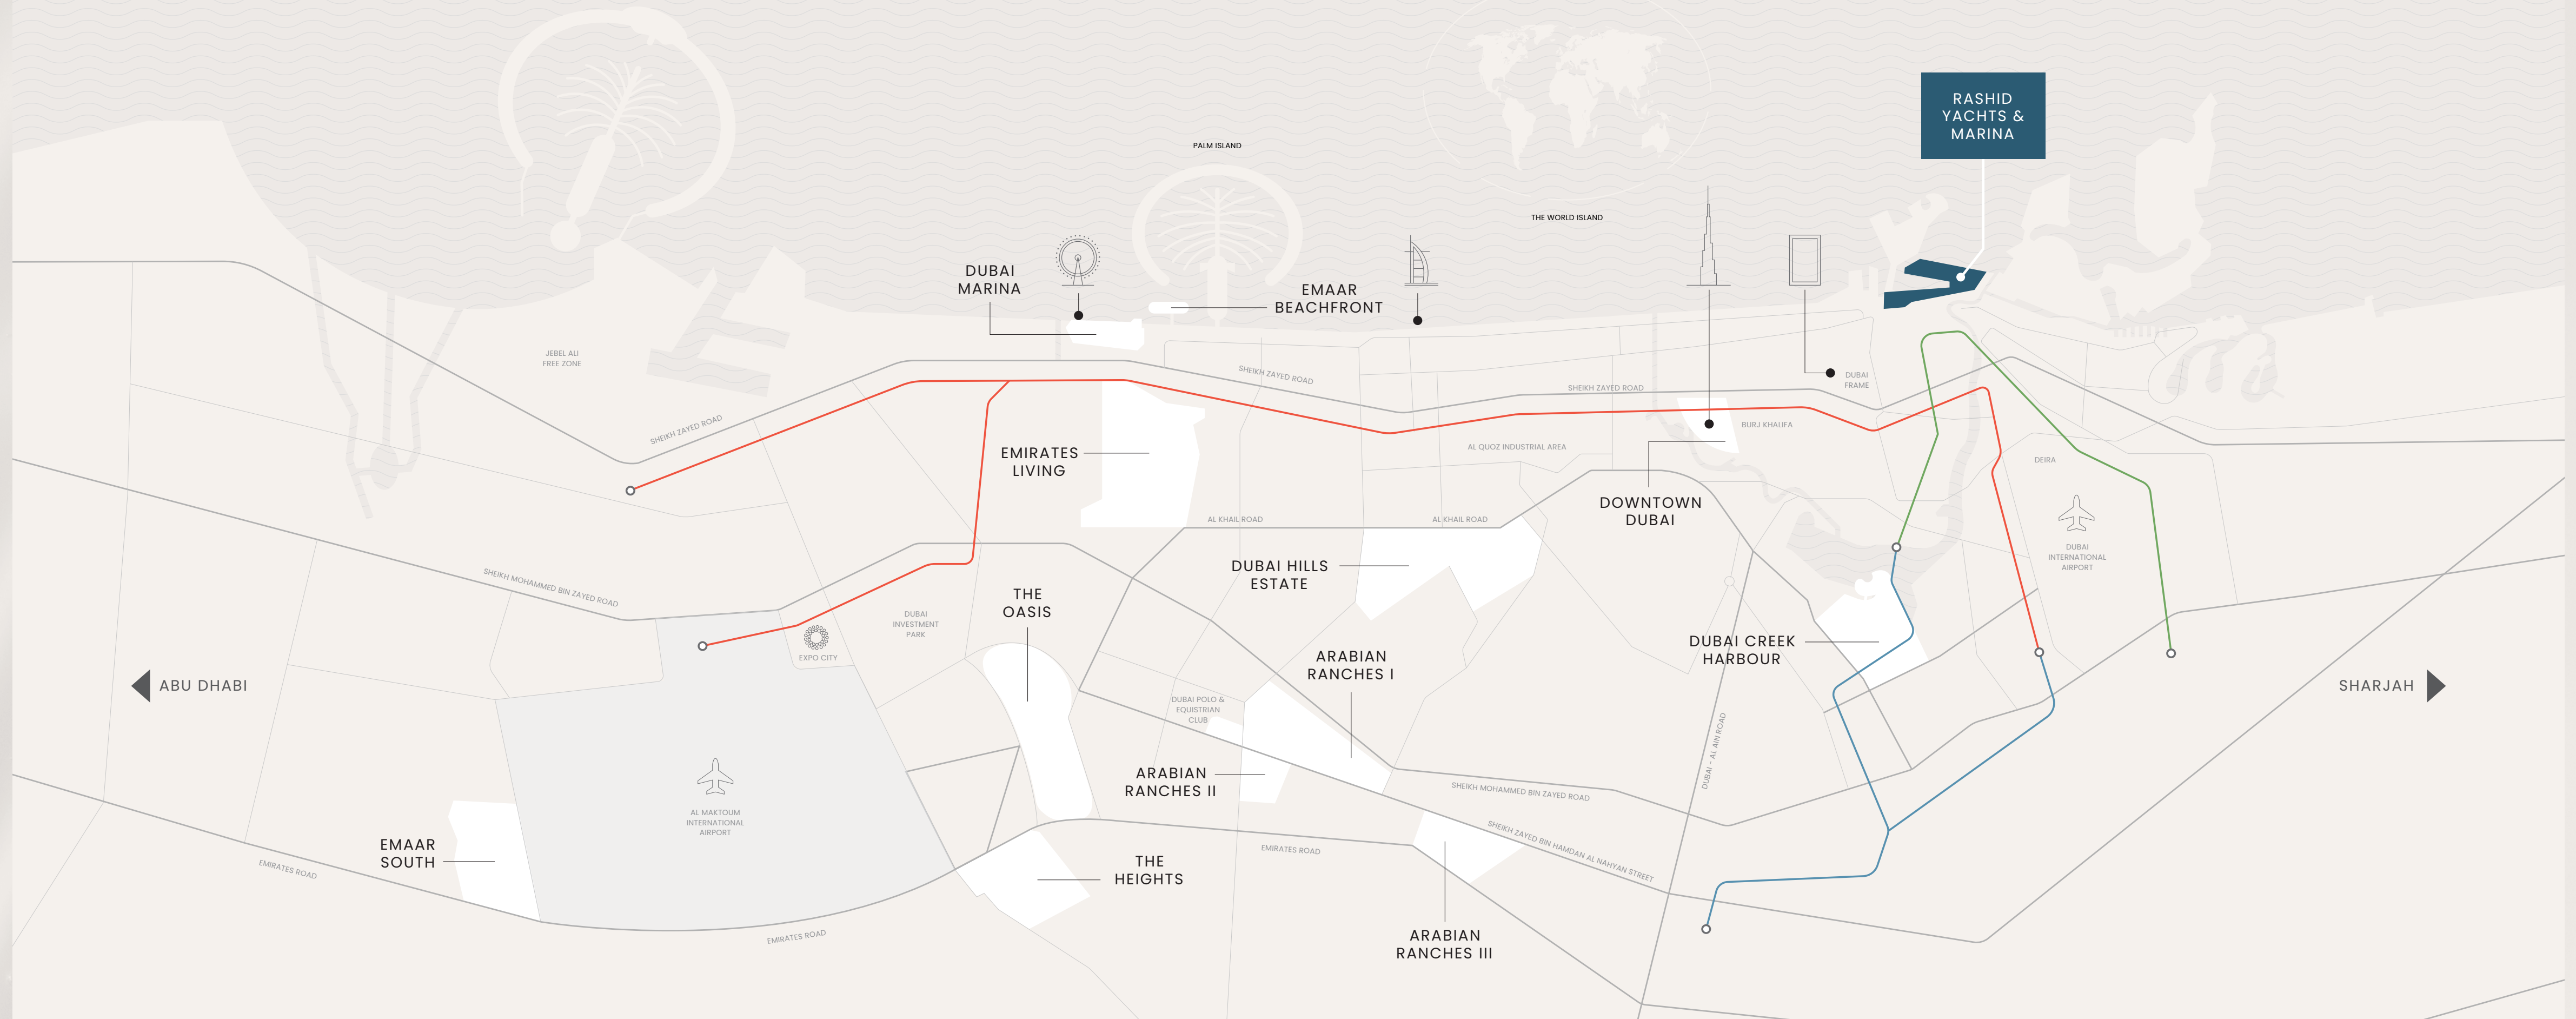 RASHID
YACHTS &
MARINA
PALM ISLAND
THE WORLD ISLAND
DUBAI
MARINA
EMAAR
BEACHFRONT
JEBEL ALI
FREE ZONE
SHEIKH ZAYED ROAD
SHEIKH ZAYED ROAD
SHEIKH ZAYED ROAD
DUBAI
FRAME
BURJ KHALIFA
AL QUOZ INDUSTRIAL AREA
EMIRATES
LIVING
DEIRA
DOWNTOWN
DUBAI
AL KHAIL ROAD
AL KHAIL ROAD
DUBAI
INTERNATIONAL
AIRPORT
DUBAI HILLS
ESTATE
SHEIKH MOHAMMED BIN ZAYED ROAD
THE
OASIS
DUBAI
INVESTMENT
PARK
EXPO CITY
DUBAI CREEK
HARBOUR
ARABIAN
RANCHES I
ABU DHABI
SHARJAH
DUBAI POLO &
EQUESTRIAN
CLUB
DUBAI - AL AIN ROAD
ARABIAN
RANCHES II
SHEIKH MOHAMMED BIN ZAYED ROAD
AL MAKTOUM
INTERNATIONAL
AIRPORT
SHEIKH ZAYED BIN HAMDAN AL NAHYAN STREET
EMAAR
SOUTH
EMIRATES ROAD
EMIRATES ROAD
THE
HEIGHTS
EMIRATES ROAD
ARABIAN
RANCHES III